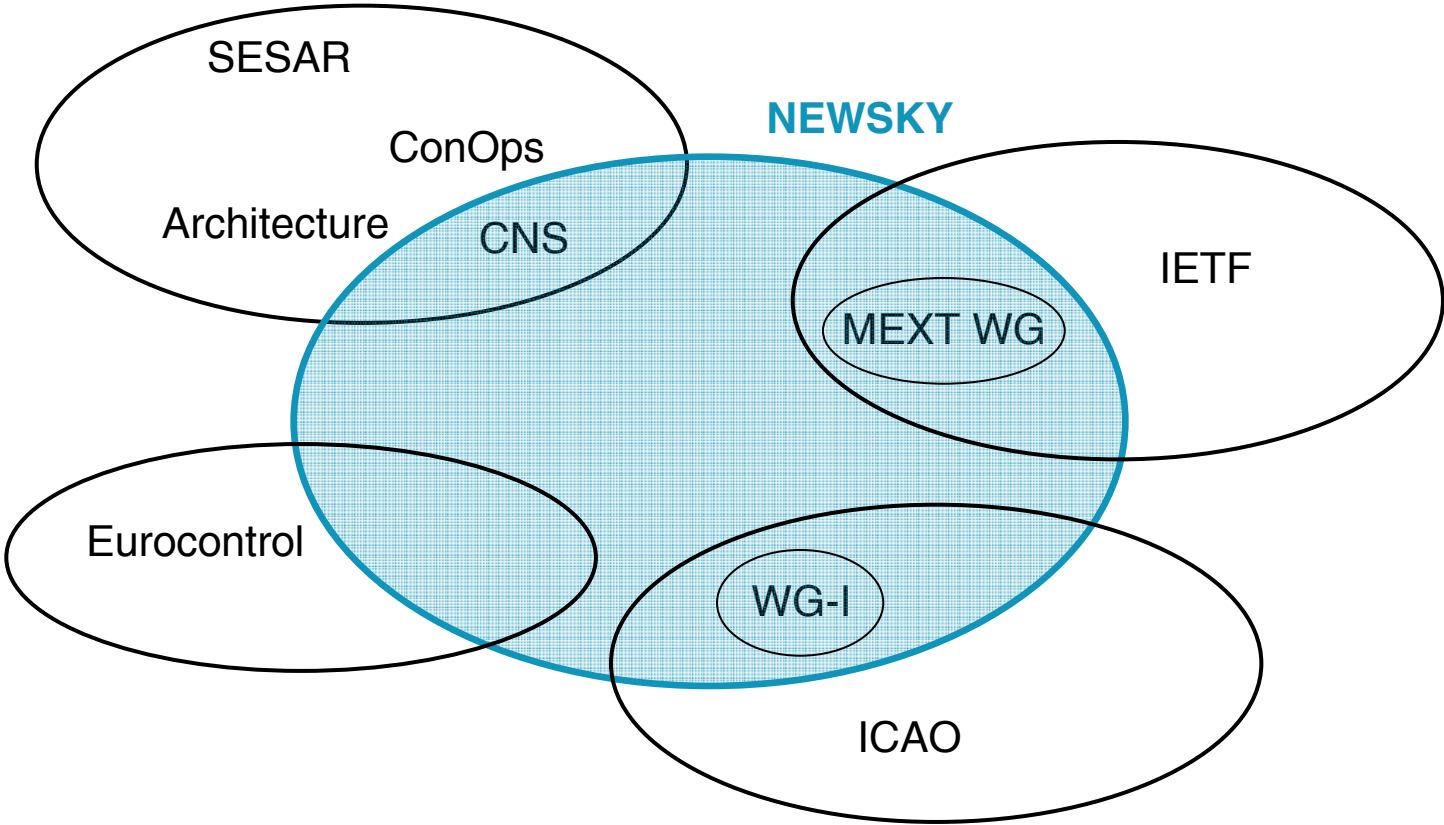 SESAR
NEWSKY
ConOps
Architecture
CNS
IETF
MEXT WG
Eurocontrol
WG-I
ICAO